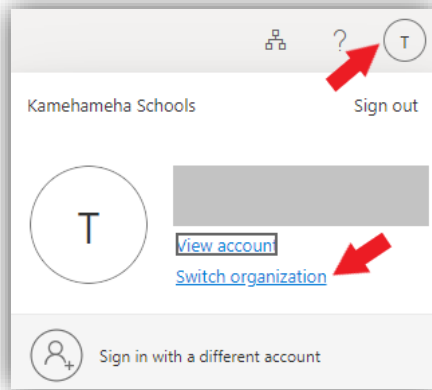 ? T
Kamehameha Schools Sign out
T
View account
Switch organization
Sign in with a different account